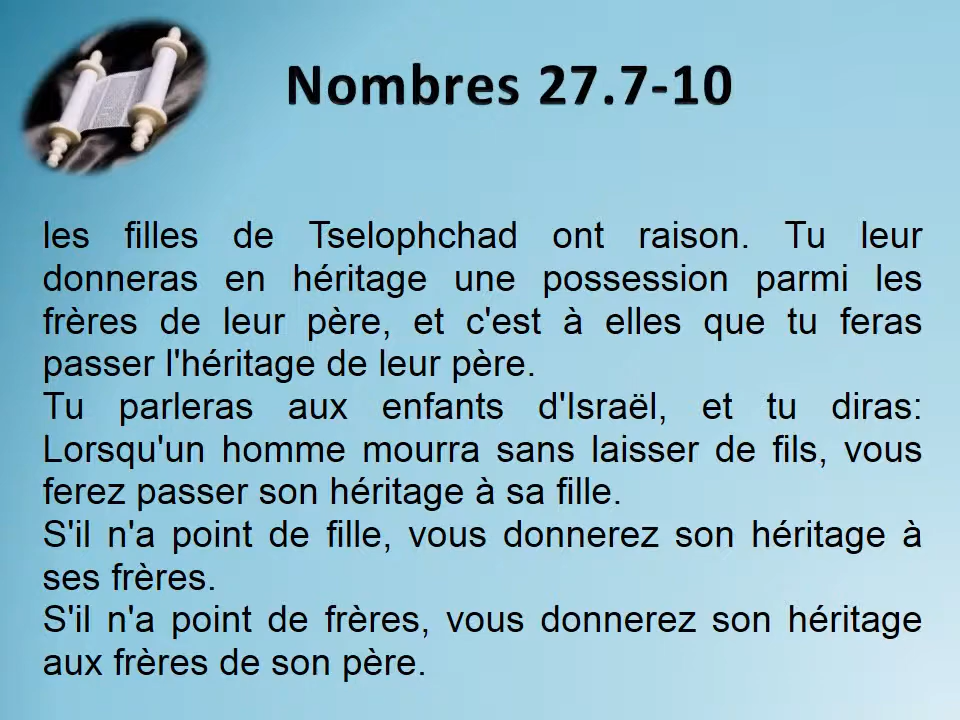 Nombres 27.7-10
les filles de Tselophchad ont raison. Tu leur
donneras en héritage une possession parmi les
frères de leur père, et c'est à elles que tu feras
passer l'héritage de leur père.
Tu parleras aux enfants d'Israël, et tu diras:
Lorsqu'un homme mourra sans laisser de fils, vous
ferez passer son héritage à sa fille.
S'il n'a point de fille, vous donnerez son héritage à
ses frères.
S'il n'a point de frères, vous donnerez son héritage
aux frères de son père.